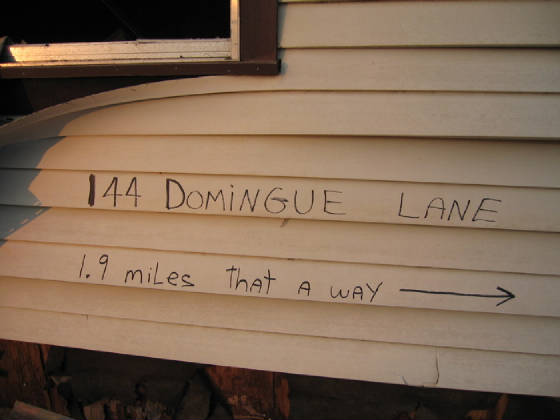 144 DOMiNGUE LANE
1.9 miLes that A WAY →